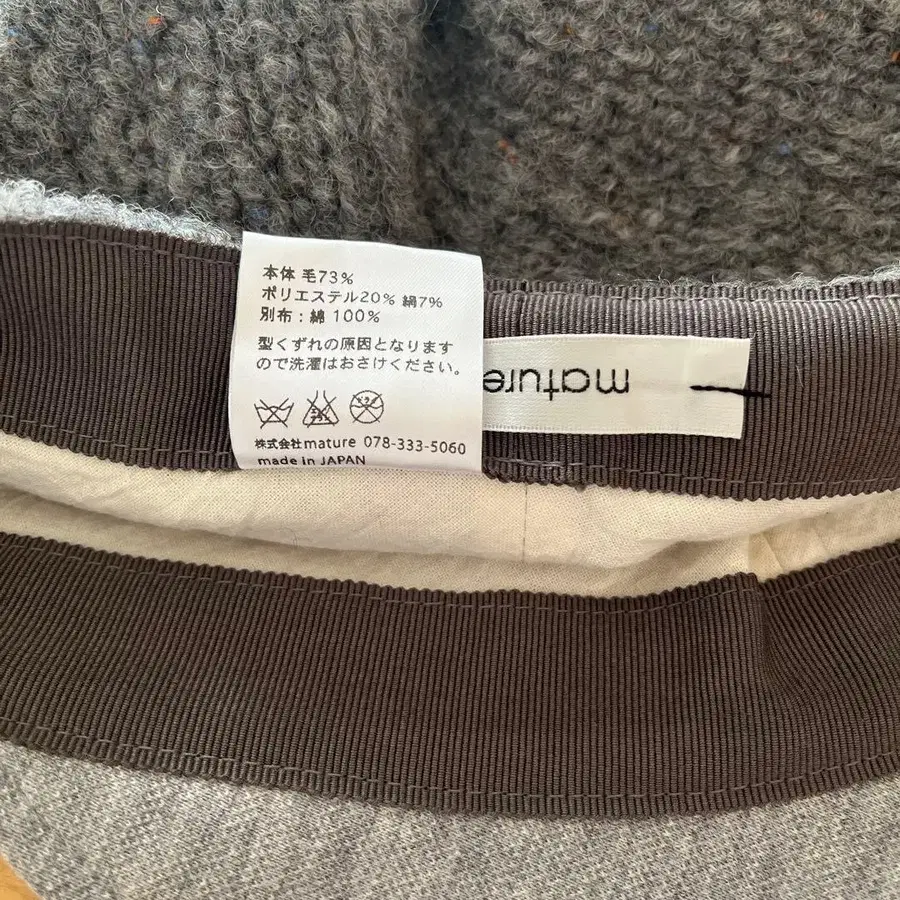 本体 毛73%
ポリエステル20% 絹7%
別布：綿 100%
型くずれの原因となります
ので洗濯はおさけください。
ドライ
株式会社mature 078-333-5060
made in JAPAN
mature